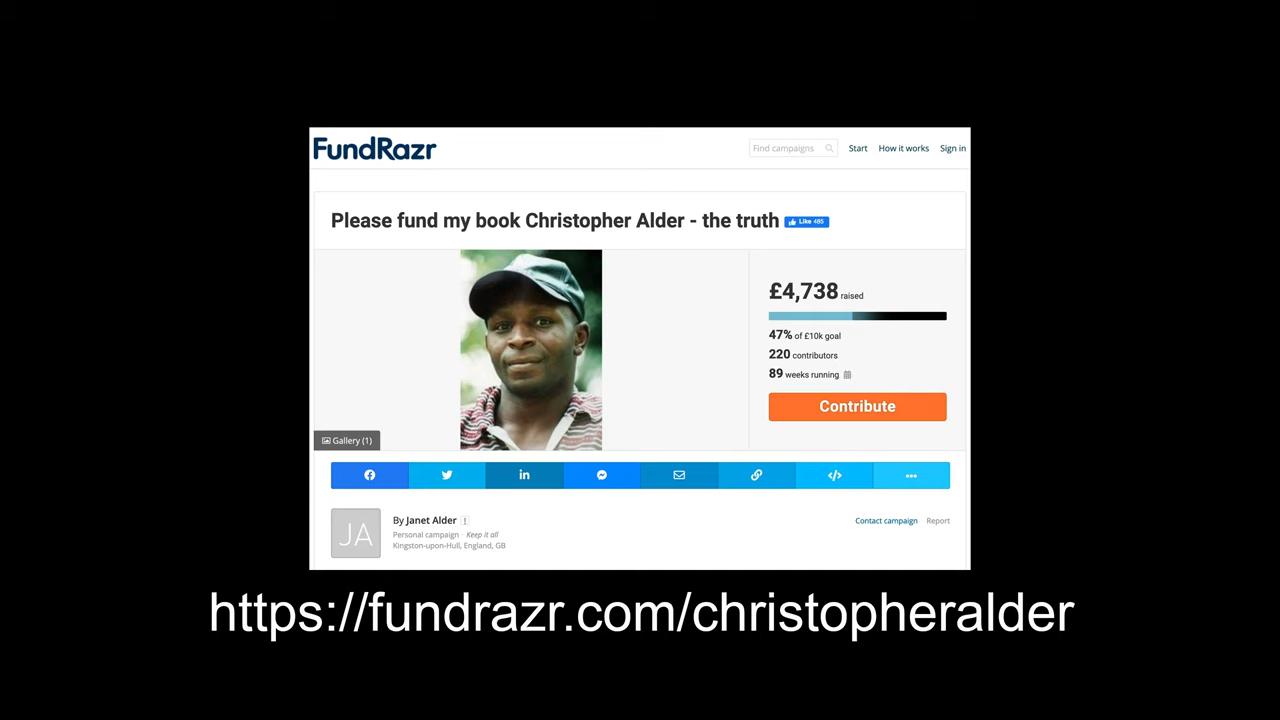 FundRazr
Find campaigns
Start
How it works
Sign in
Please fund my book Christopher Alder - the truth
Like 485
£4,738 raised
47% of £10k goal
220 contributors
89 weeks running
Contribute
Gallery (1)
JA
By Janet Alder
Personal campaign · Keep it all
Kingston-upon-Hull, England, GB
Contact campaign
Report
https://fundrazr.com/christopheralder